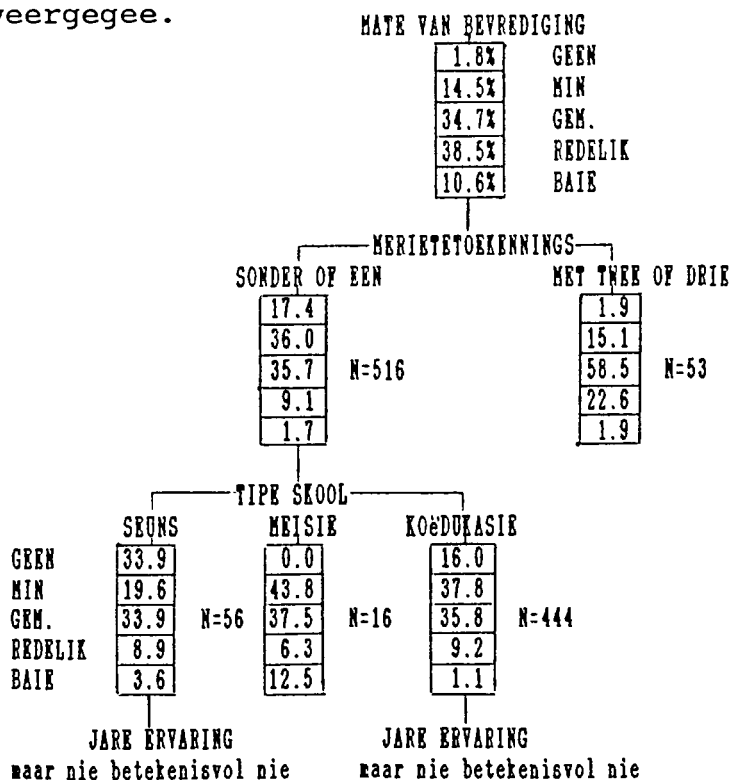 weergegee.
MATE VAN BEVREDIGING
1.8% GEEN
14.5% MIN
34.7% GEM.
38.5% REDELIK
10.6% BAIE
MERIETETOEKENNINGS
SONDER OF EEN MET TWEE OF DRIE
17.4 1.9
36.0 15.1
35.7 N=516 58.5 N=53
9.1 22.6
1.7 1.9
TIPE SKOOL
SEUNS MEISIE KOëDUKASIE
GEEN 33.9 0.0 16.0
MIN 19.6 43.8 37.8
GEM. 33.9 N=56 37.5 N=16 35.8 N=444
REDELIK 8.9 6.3 9.2
BAIE 3.6 12.5 1.1
JARE ERVARING JARE ERVARING
maar nie betekenisvol nie maar nie betekenisvol nie